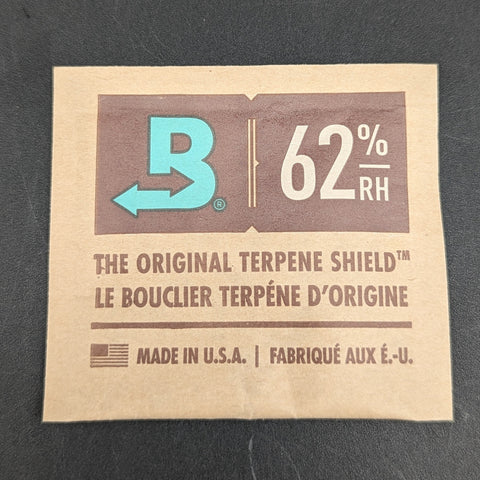 B® 62% RH
THE ORIGINAL TERPENE SHIELD™
LE BOUCLIER TERPÉNE D'ORIGINE
MADE IN U.S.A. | FABRIQUÉ AUX É.-U.